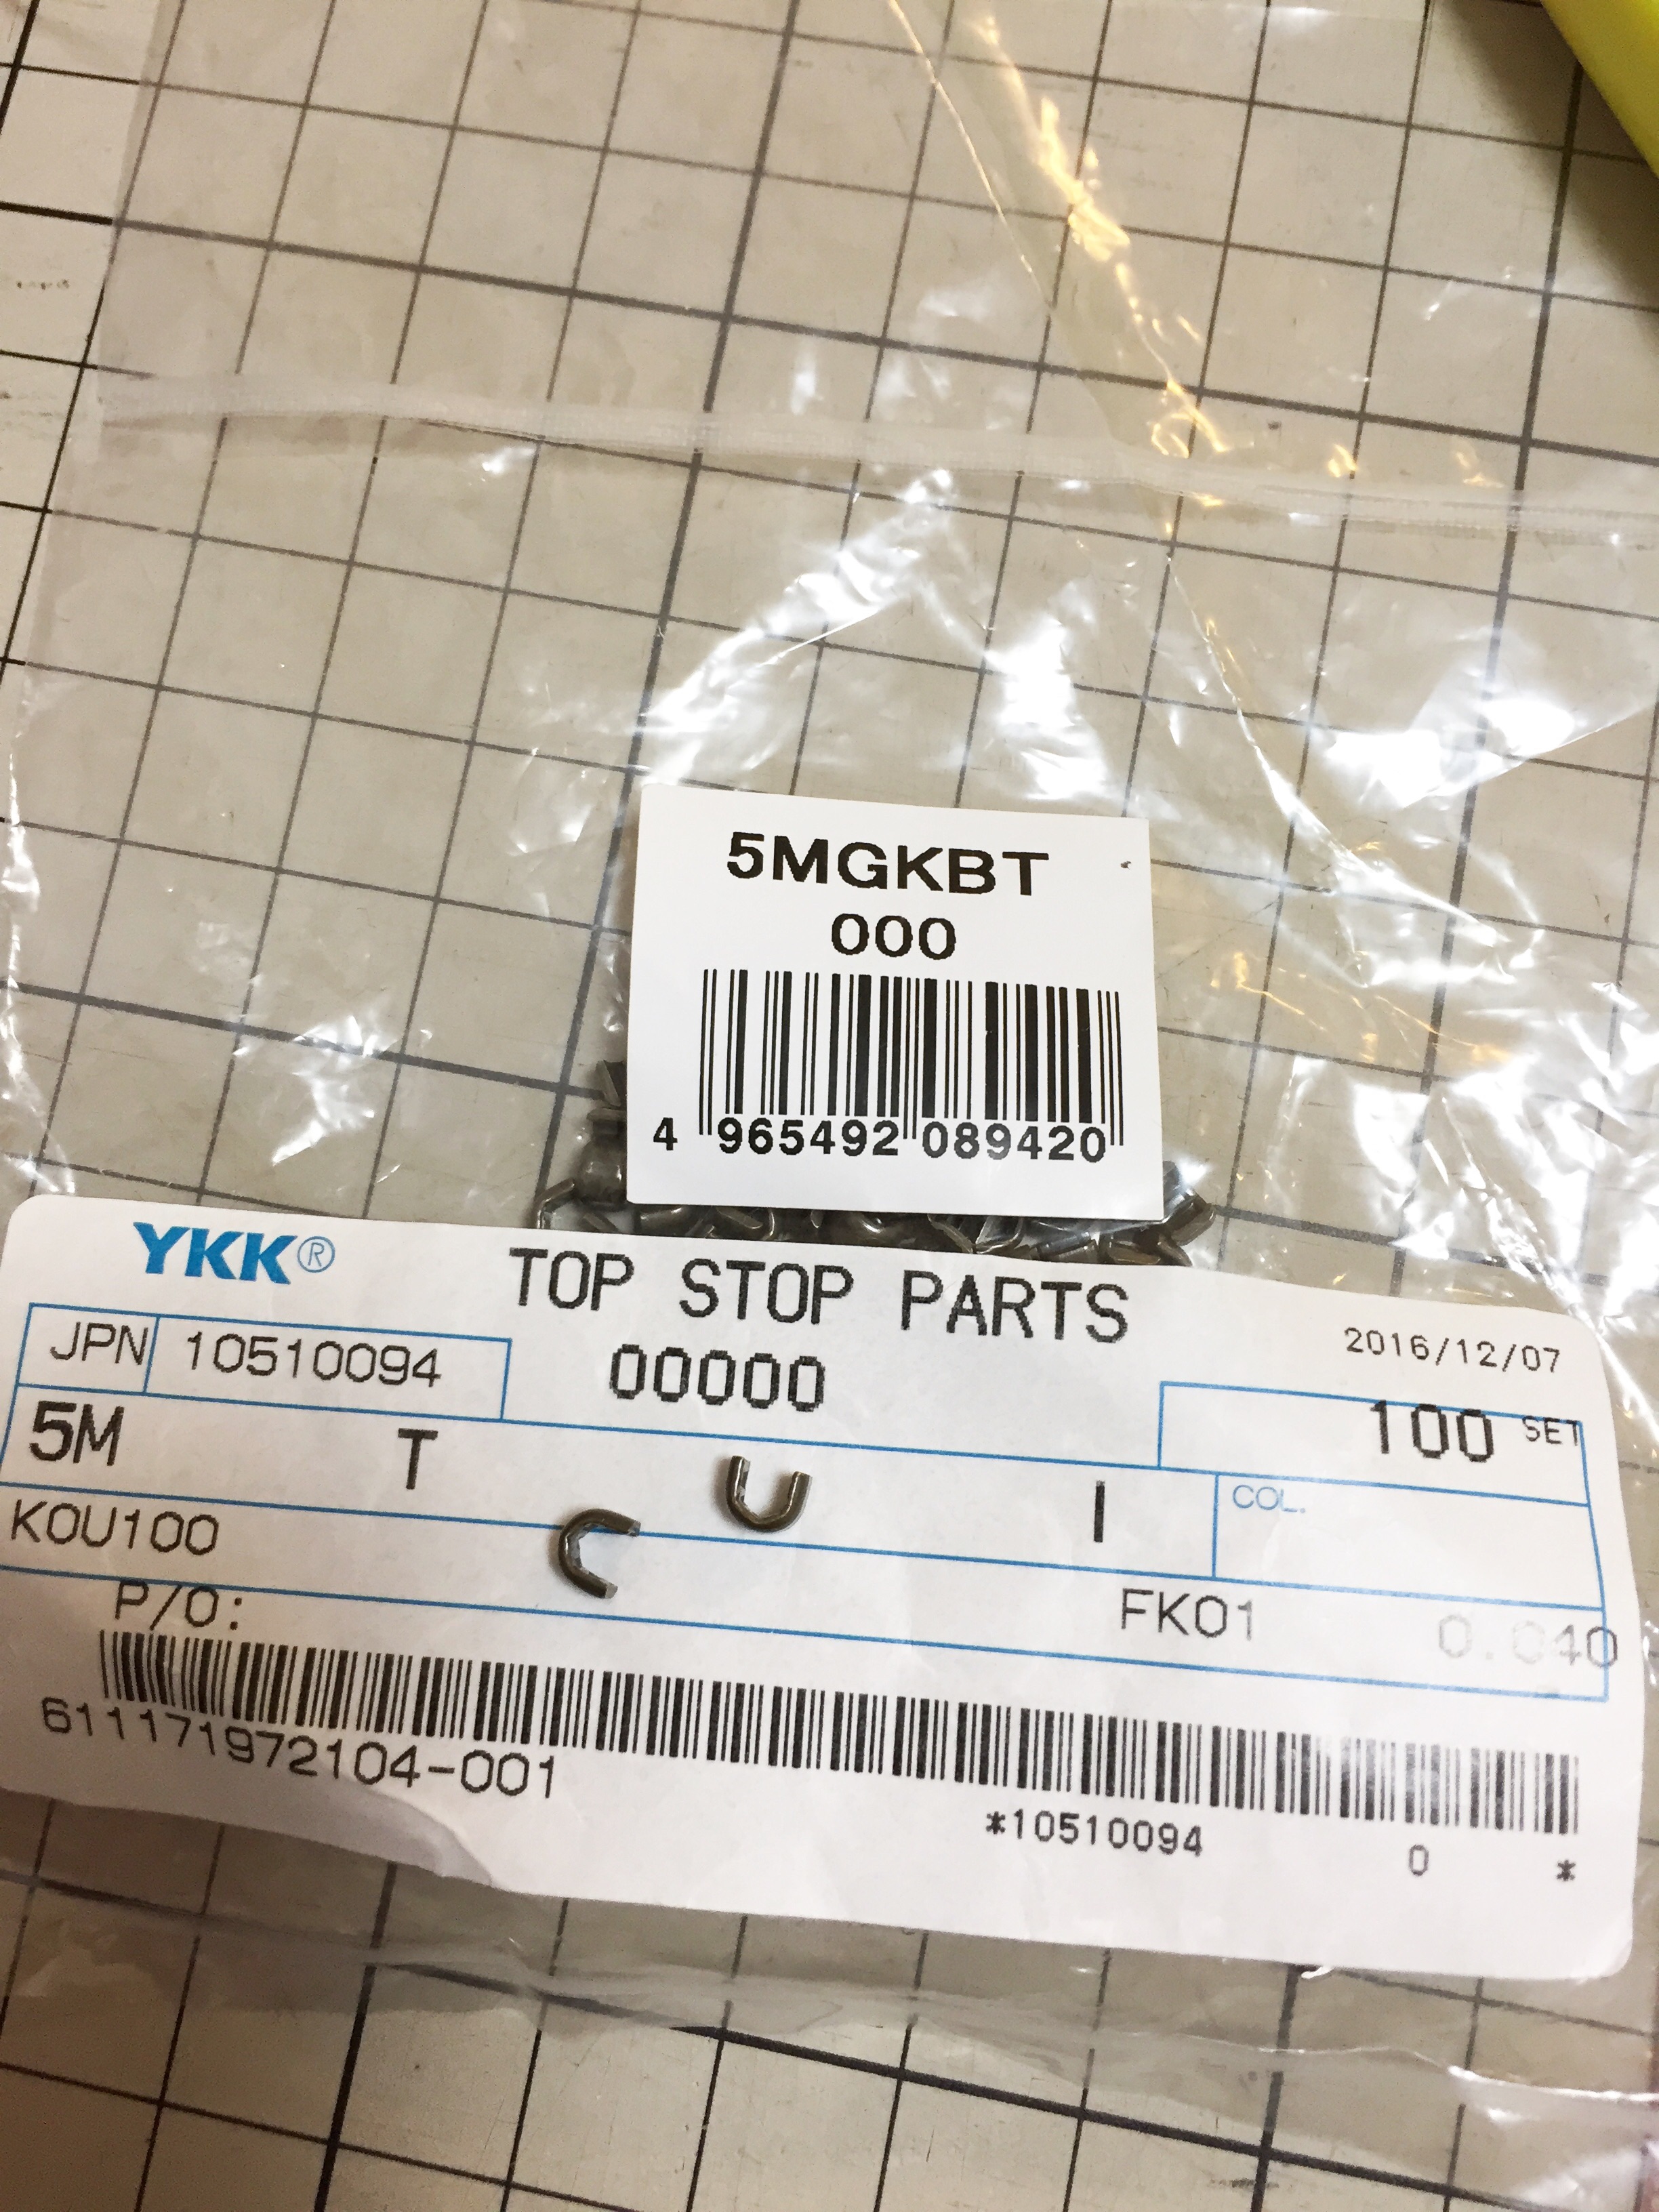 5MGKBT
000
4 965492 089420
YKK® TOP STOP PARTS
2016/12/07
JPN 10510094 00000
100 SET
5M T I COL.
KOU100
P/O: FK01 0.040
611171972104-001
*10510094 0 *